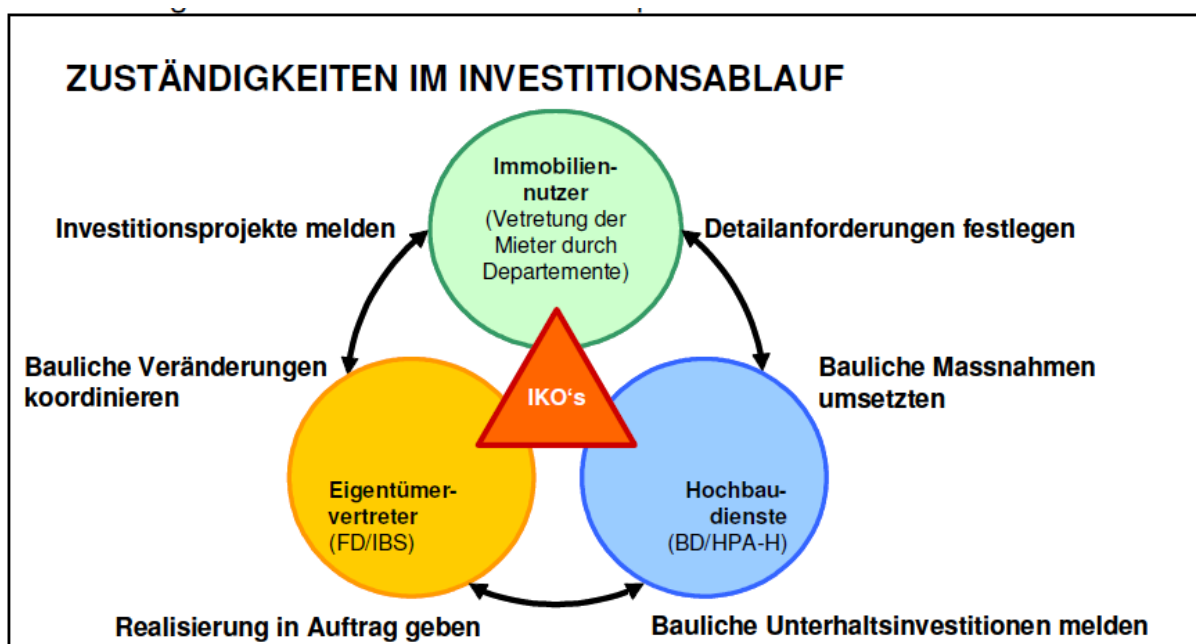 ZUSTÄNDIGKEITEN IM INVESTITIONSABLAUF
Immobilien-
nutzer
(Vetretung der
Mieter durch
Departemente)
Investitionsprojekte melden
Detailanforderungen festlegen
Bauliche Veränderungen
koordinieren
Bauliche Massnahmen
umsetzten
IKO‘s
Eigentümer-
vertreter
(FD/IBS)
Hochbau-
dienste
(BD/HPA-H)
Realisierung in Auftrag geben
Bauliche Unterhaltsinvestitionen melden